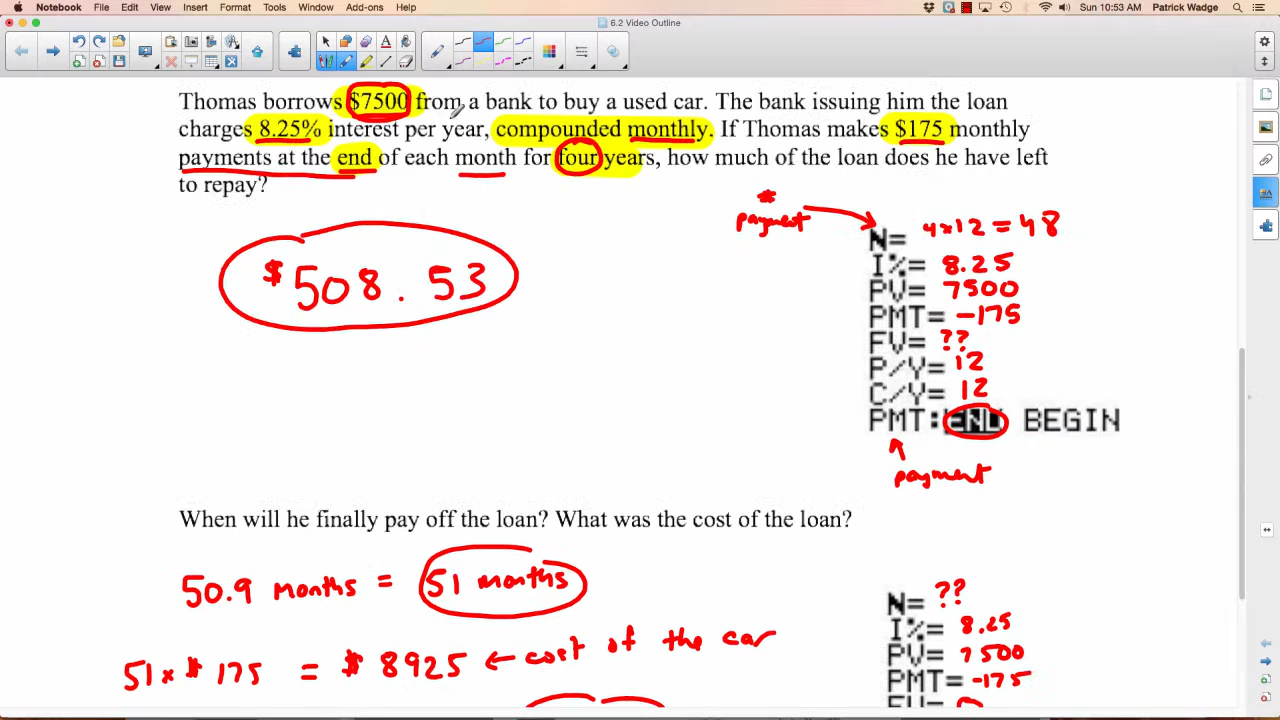 Notebook File Edit View Insert Format Tools Window Add-ons Help Sun 10:53 AM Patrick Wadge
6.2 Video Outline
Thomas borrows $7500 from a bank to buy a used car. The bank issuing him the loan
charges 8.25% interest per year, compounded monthly. If Thomas makes $175 monthly
payments at the end of each month for four years, how much of the loan does he have left
to repay?
* payment
$508.53
N= 4x12 = 48
I%= 8.25
PV= 7500
PMT= -175
FV= ??
P/Y= 12
C/Y= 12
PMT:END BEGIN
payment
When will he finally pay off the loan? What was the cost of the loan?
50.9 months = 51 months
51 x $175 = $8925 ← cost of the car
N= ??
I%= 8.25
PV= 7500
PMT= -175
FV=